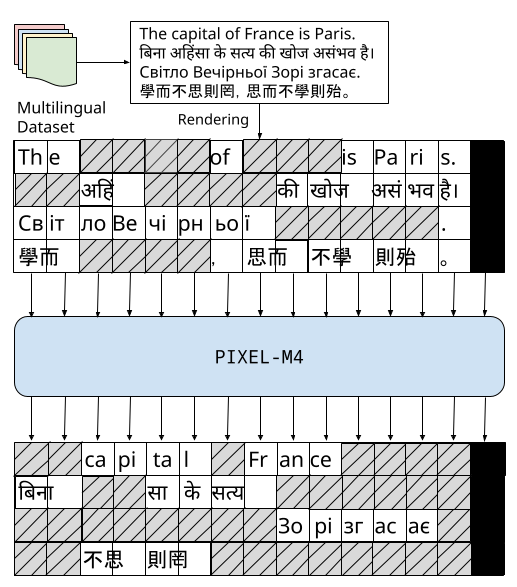 The capital of France is Paris.
बिना अहिंसा के सत्य की खोज असंभव है।
Світло Вечірньої Зорі згасає.
學而不思則罔，思而不學則殆。
Multilingual
Dataset
Rendering
Th e of is Pa ri s.
अहिं की खोज असं भव है।
Св іт ло Ве чі рн ьо ї .
學而 ， 思而 不學 則殆 。
PIXEL-M4
ca pi ta l Fr an ce
बिना सा के सत्य
Зо рі зг ас ає
不思 則罔